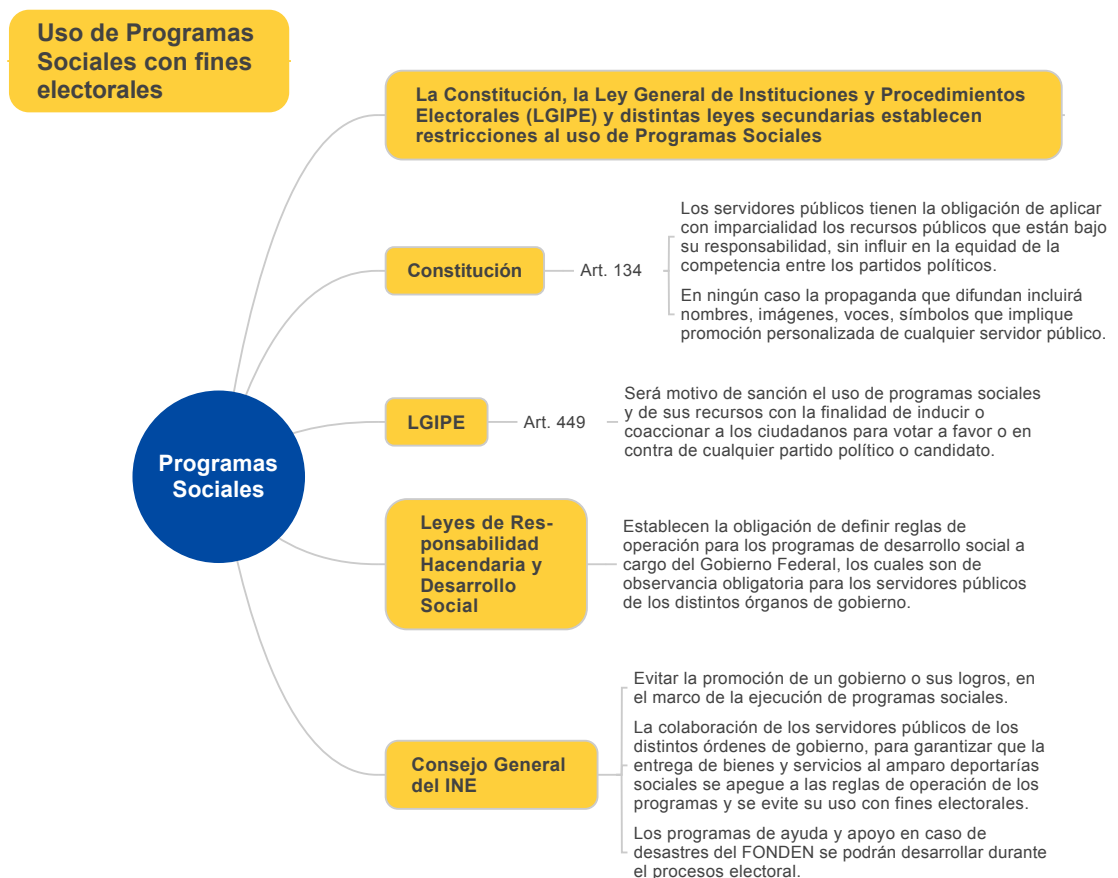 Uso de Programas
Sociales con fines
electorales
La Constitución, la Ley General de Instituciones y Procedimientos
Electorales (LGIPE) y distintas leyes secundarias establecen
restricciones al uso de Programas Sociales
Constitución
Art. 134
Los servidores públicos tienen la obligación de aplicar
con imparcialidad los recursos públicos que están bajo
su responsabilidad, sin influir en la equidad de la
competencia entre los partidos políticos.
En ningún caso la propaganda que difundan incluirá
nombres, imágenes, voces, símbolos que implique
promoción personalizada de cualquier servidor público.
Programas
Sociales
LGIPE
Art. 449
Será motivo de sanción el uso de programas sociales
y de sus recursos con la finalidad de inducir o
coaccionar a los ciudadanos para votar a favor o en
contra de cualquier partido político o candidato.
Leyes de Res-
ponsabilidad
Hacendaria y
Desarrollo
Social
Establecen la obligación de definir reglas de
operación para los programas de desarrollo social a
cargo del Gobierno Federal, los cuales son de
observancia obligatoria para los servidores públicos
de los distintos órganos de gobierno.
Consejo General
del INE
Evitar la promoción de un gobierno o sus logros, en
el marco de la ejecución de programas sociales.
La colaboración de los servidores públicos de los
distintos órdenes de gobierno, para garantizar que la
entrega de bienes y servicios al amparo deportarías
sociales se apegue a las reglas de operación de los
programas y se evite su uso con fines electorales.
Los programas de ayuda y apoyo en caso de
desastres del FONDEN se podrán desarrollar durante
el procesos electoral.